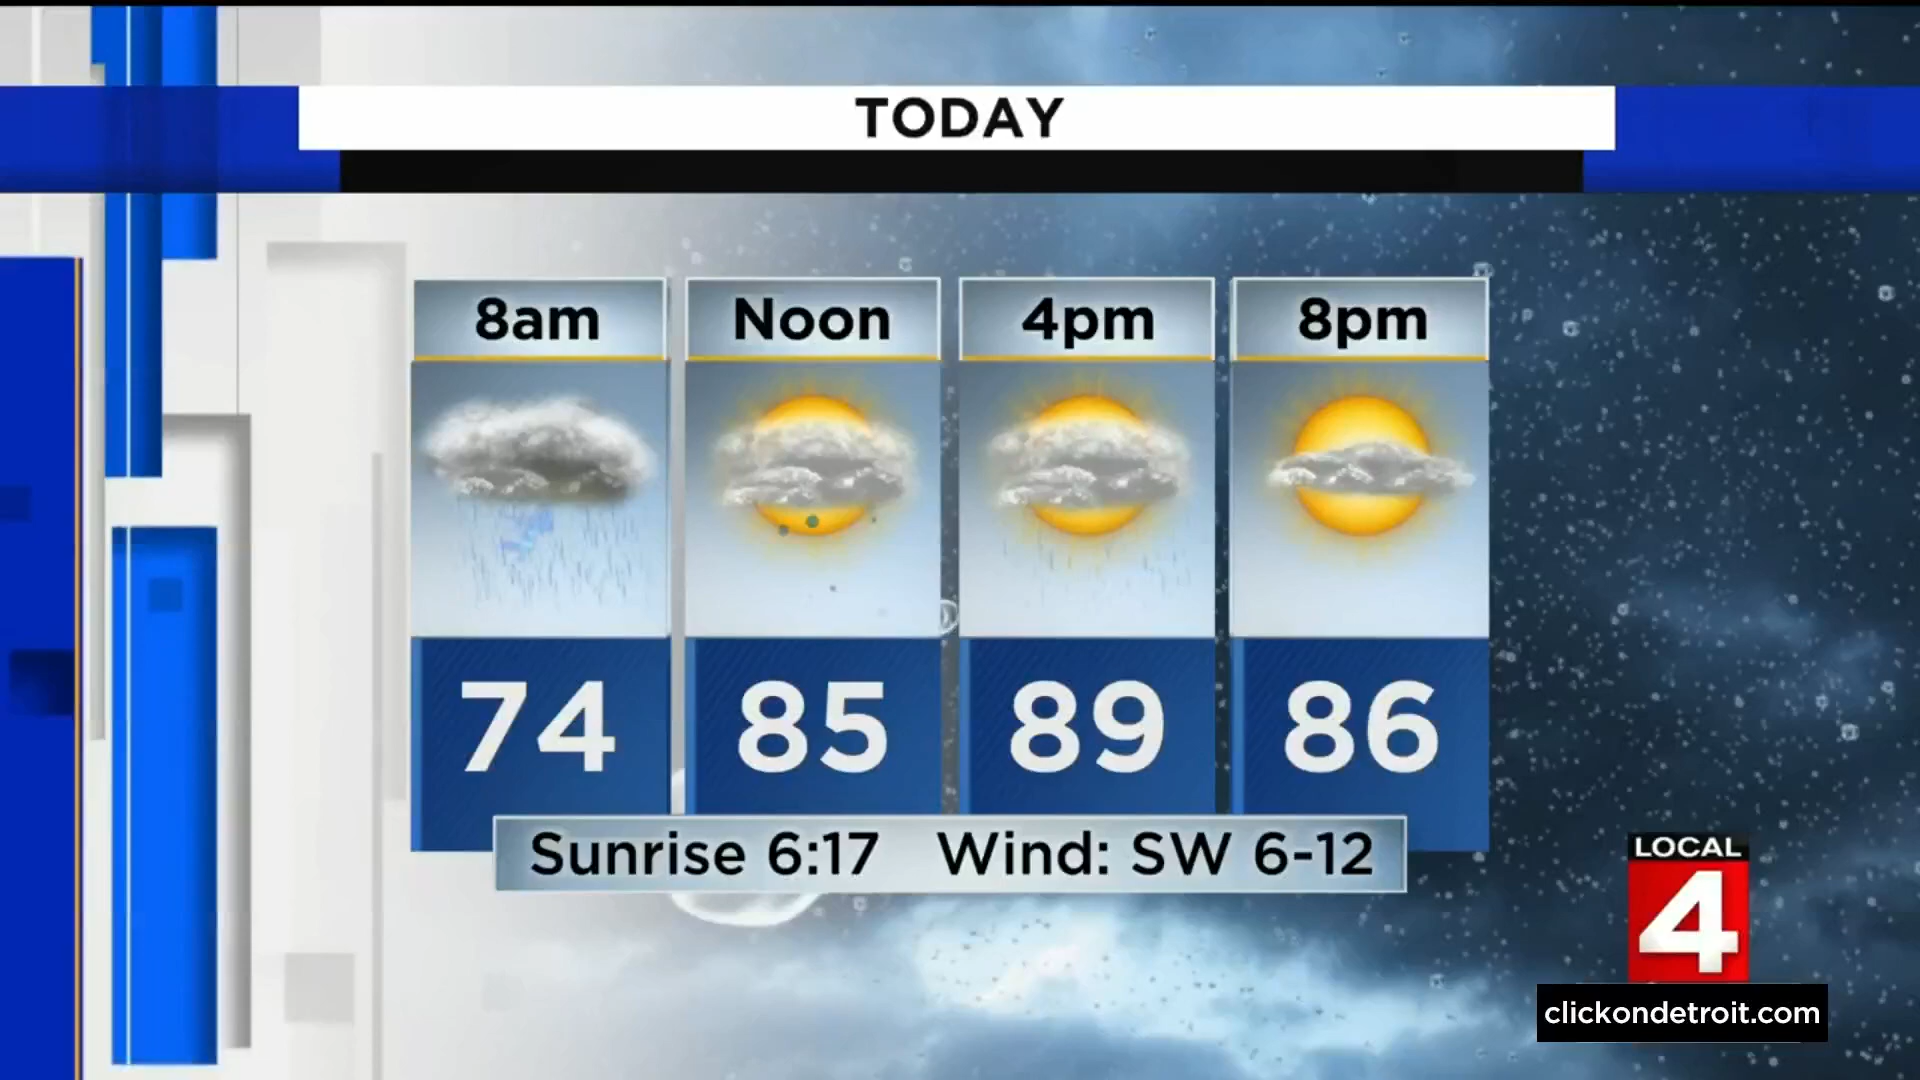 TODAY
8am Noon 4pm 8pm
74 85 89 86
Sunrise 6:17 Wind: SW 6-12
LOCAL
4
clickondetroit.com